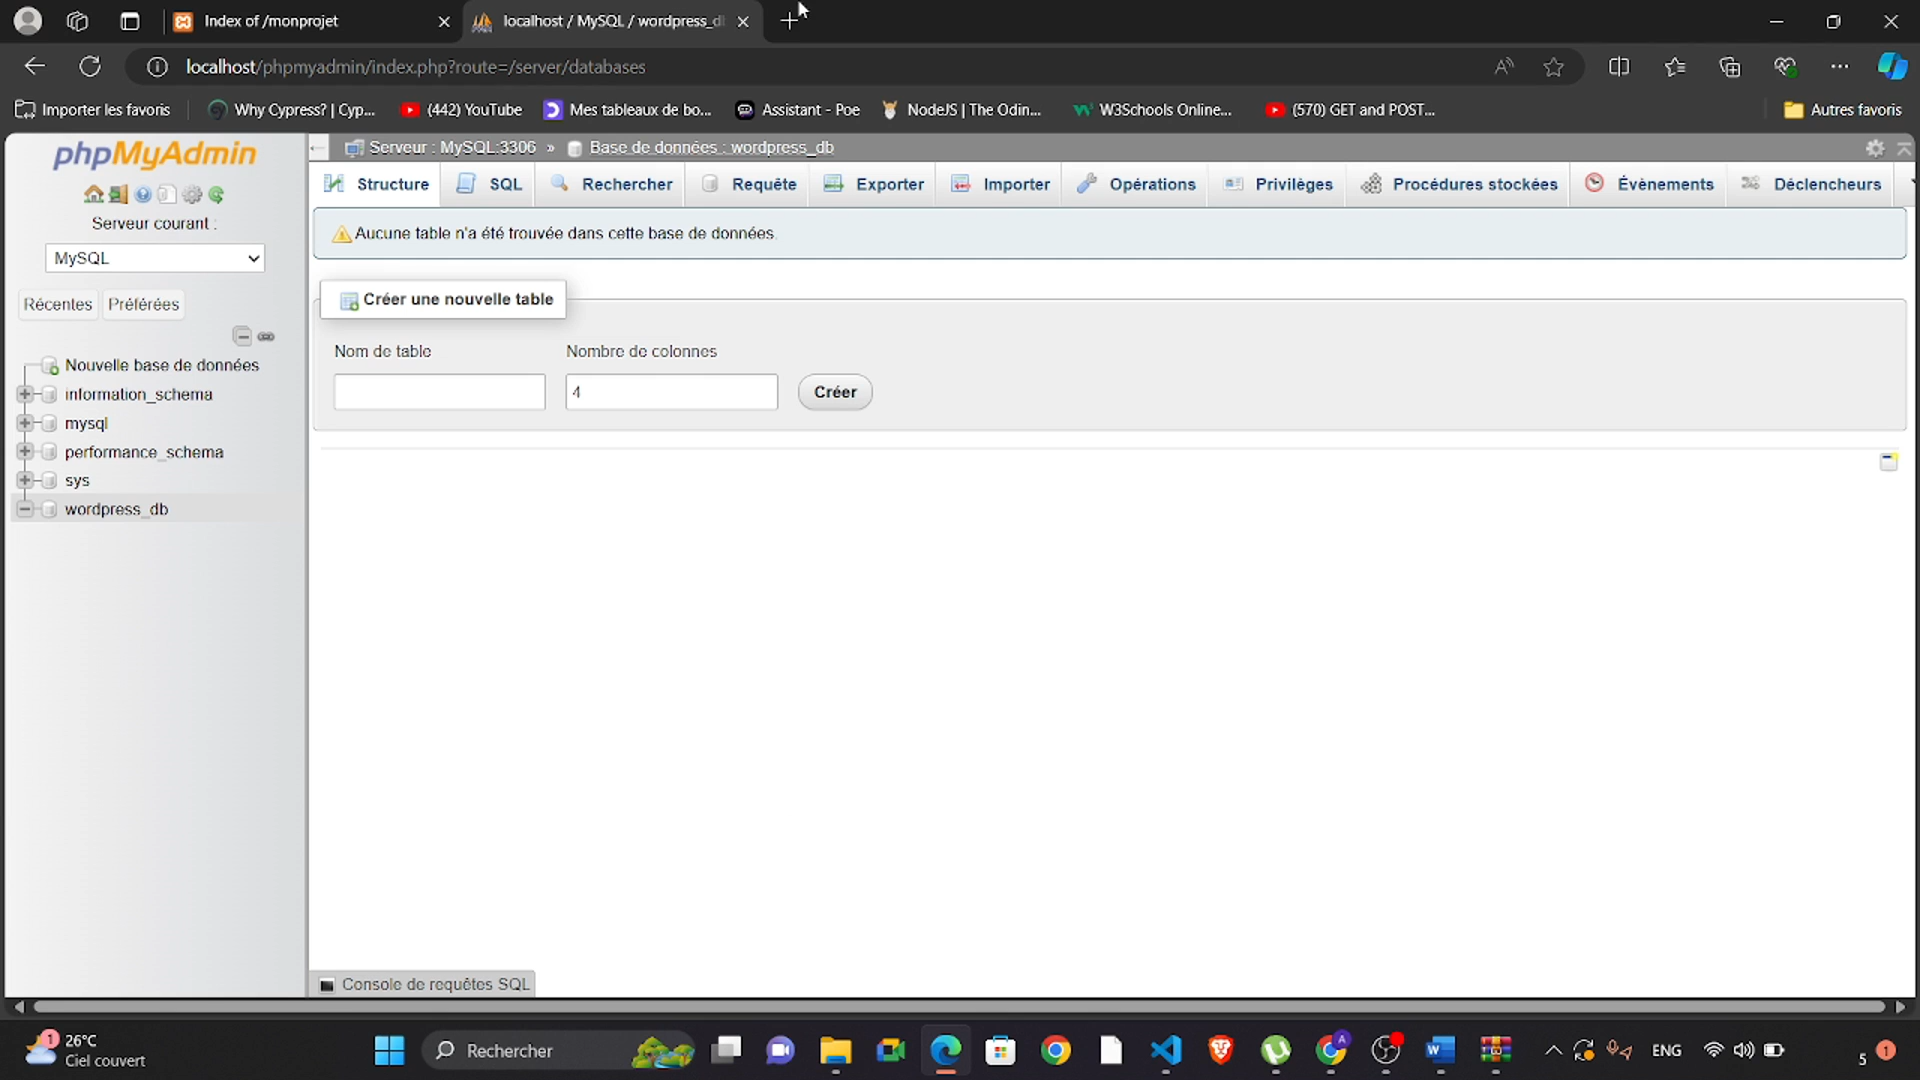 Index of /monprojet
localhost / MySQL / wordpress_d
localhost/phpmyadmin/index.php?route=/server/databases
Importer les favoris
Why Cypress? | Cyp...
(442) YouTube
Mes tableaux de bo...
Assistant - Poe
NodeJS | The Odin...
W3Schools Online...
(570) GET and POST...
Autres favoris
phpMyAdmin
Serveur : MySQL:3306 » Base de données : wordpress_db
Structure
SQL
Rechercher
Requête
Exporter
Importer
Opérations
Privilèges
Procédures stockées
Évènements
Déclencheurs
Serveur courant :
MySQL
Récentes
Préférées
Nouvelle base de données
information_schema
mysql
performance_schema
sys
wordpress_db
Aucune table n'a été trouvée dans cette base de données.
Créer une nouvelle table
Nom de table
Nombre de colonnes
4
Créer
Console de requêtes SQL
1
26°C
Ciel couvert
Rechercher
A
W
ENG
5
1